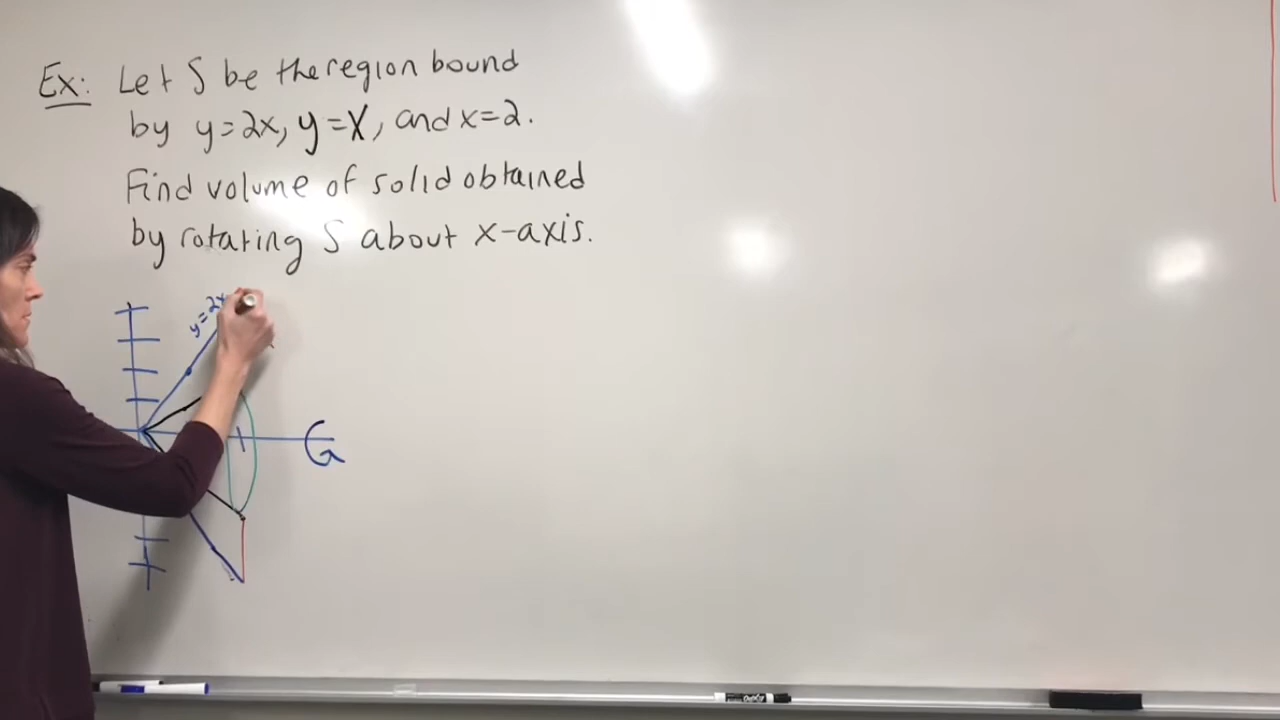 Ex: Let S be the region bound
by y=2x, y=x, and x=2.
Find volume of solid obtained
by rotating S about x-axis.
y=2x